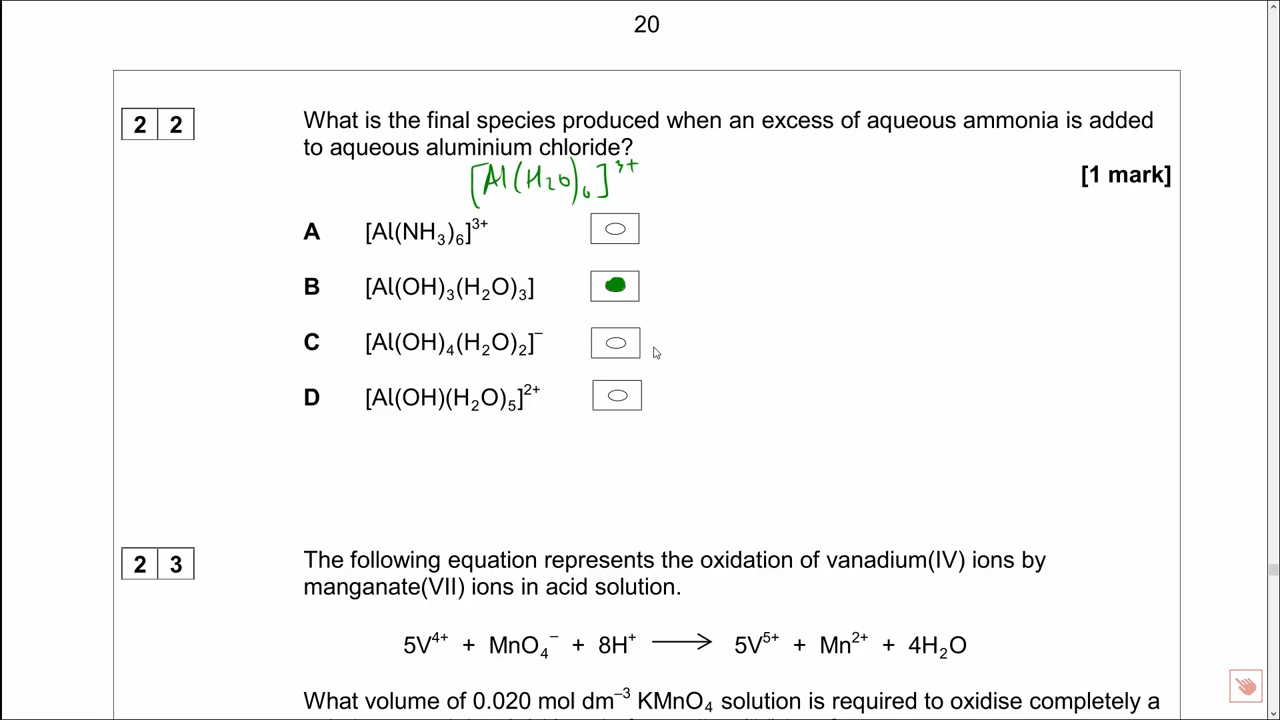 20
2 2
What is the final species produced when an excess of aqueous ammonia is added
to aqueous aluminium chloride?
[Al(H₂O)₆]³⁺
[1 mark]
A [Al(NH₃)₆]³⁺
B [Al(OH)₃(H₂O)₃]
C [Al(OH)₄(H₂O)₂]⁻
D [Al(OH)(H₂O)₅]²⁺
2 3
The following equation represents the oxidation of vanadium(IV) ions by
manganate(VII) ions in acid solution.
5V⁴⁺ + MnO₄⁻ + 8H⁺ ⟶ 5V⁵⁺ + Mn²⁺ + 4H₂O
What volume of 0.020 mol dm⁻³ KMnO₄ solution is required to oxidise completely a